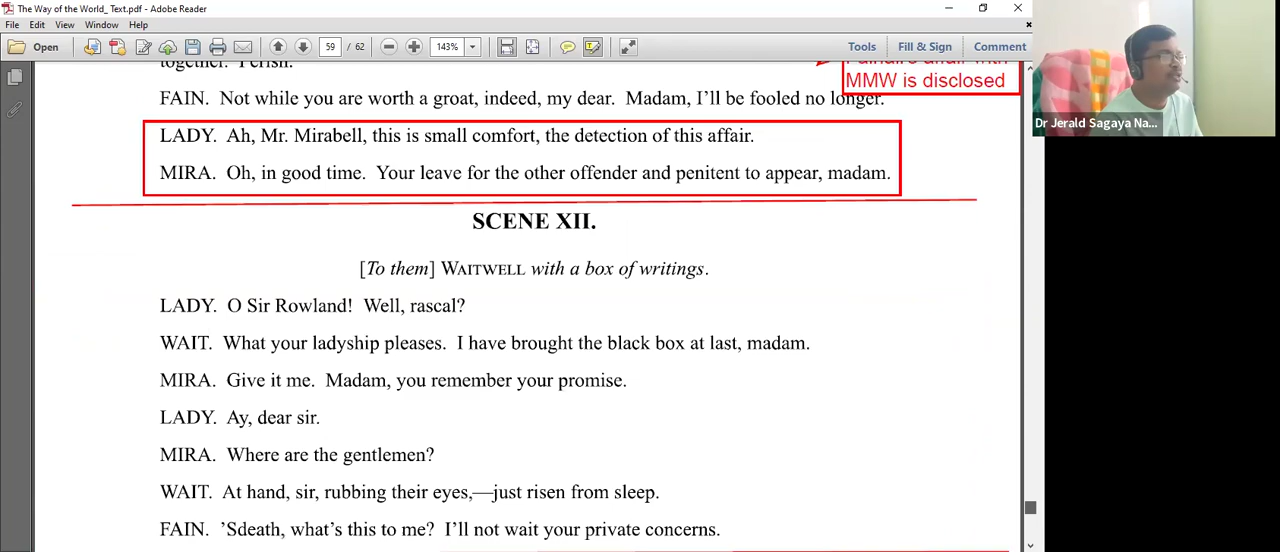 The Way of the World_ Text.pdf - Adobe Reader
File Edit View Window Help
Open 59 / 62 143% Tools Fill & Sign Comment
together. I perish.
affair with
MMW is disclosed
FAIN. Not while you are worth a groat, indeed, my dear. Madam, I'll be fooled no longer.
LADY. Ah, Mr. Mirabell, this is small comfort, the detection of this affair.
MIRA. Oh, in good time. Your leave for the other offender and penitent to appear, madam.
SCENE XII.
[To them] WAITWELL with a box of writings.
LADY. O Sir Rowland! Well, rascal?
WAIT. What your ladyship pleases. I have brought the black box at last, madam.
MIRA. Give it me. Madam, you remember your promise.
LADY. Ay, dear sir.
MIRA. Where are the gentlemen?
WAIT. At hand, sir, rubbing their eyes,—just risen from sleep.
FAIN. ’Sdeath, what’s this to me? I’ll not wait your private concerns.
Dr Jerald Sagaya Na...